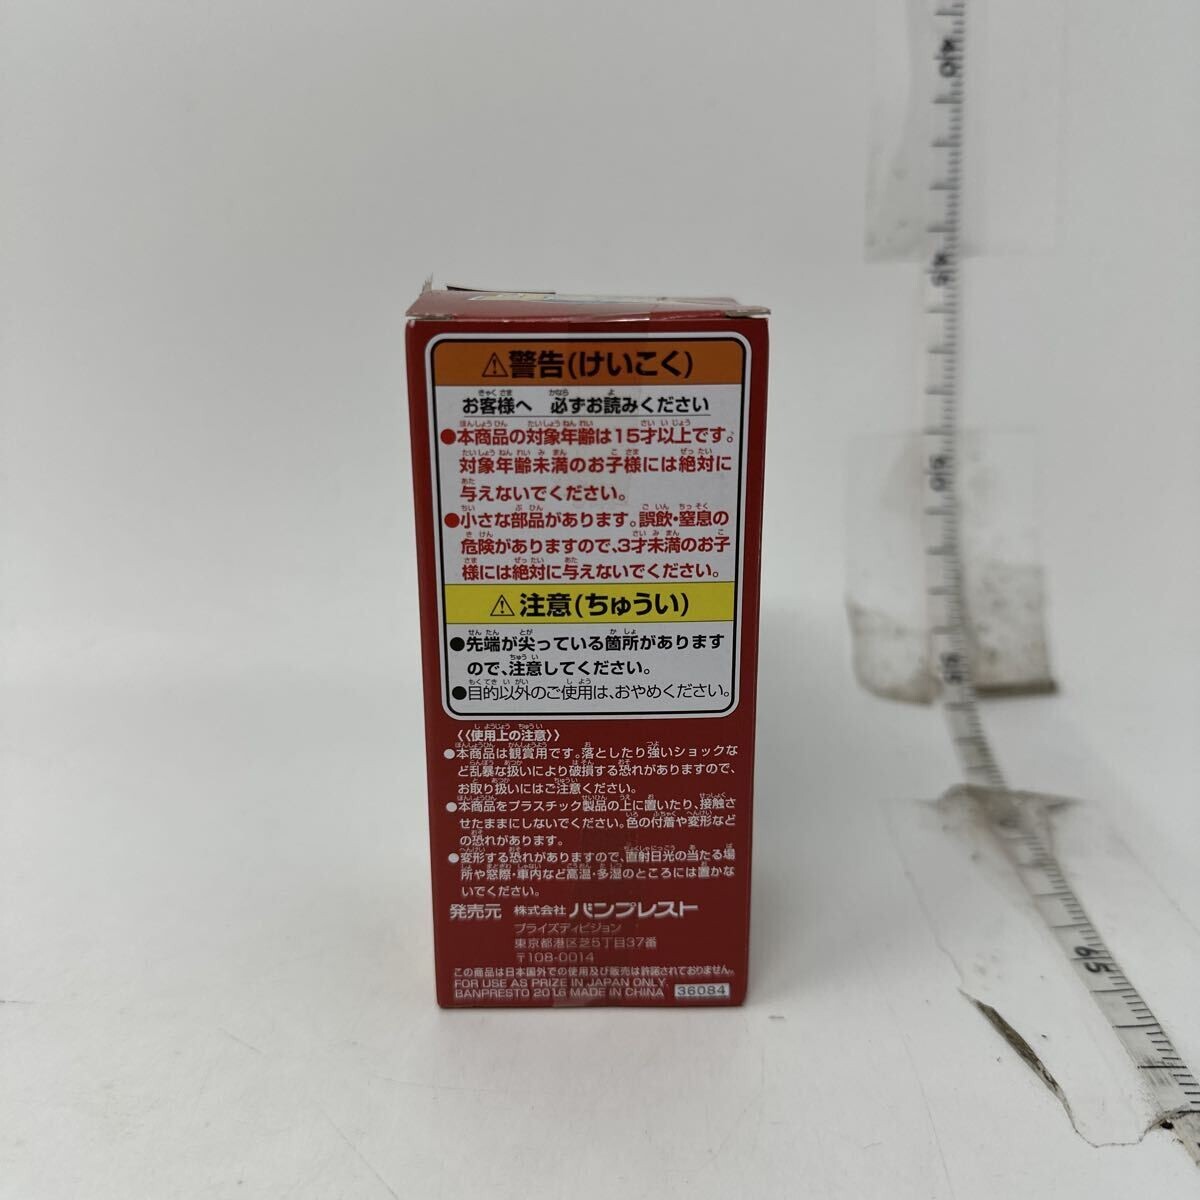 ⚠警告(けいこく)
お客様へ 必ずお読みください
●本商品の対象年齢は15才以上です。
対象年齢未満のお子様には絶対に
与えないでください。
●小さな部品があります。誤飲・窒息の
危険がありますので、3才未満のお子
様には絶対に与えないでください。
⚠注意(ちゅうい)
●先端が尖っている箇所があります
ので、注意してください。
●目的以外のご使用は、おやめください。
《使用上の注意》
●本商品は観賞用です。落としたり強いショックな
ど乱暴な扱いにより破損する恐れがありますので、
お取り扱いにはご注意ください。
●本商品をプラスチック製品の上に置いたり、接触さ
せたままにしないでください。色の付着や変形など
の恐れがあります。
●変形する恐れがありますので、直射日光の当たる場
所や窓際・車内など高温・多湿のところには置かな
いでください。
発売元 株式会社 バンプレスト
プライズディビジョン
東京都港区芝5丁目37番
〒108-0014
この商品は日本国外での使用及び販売は許諾されておりません。
FOR USE AS PRIZE IN JAPAN ONLY.
BANPRESTO 2016 MADE IN CHINA 36084